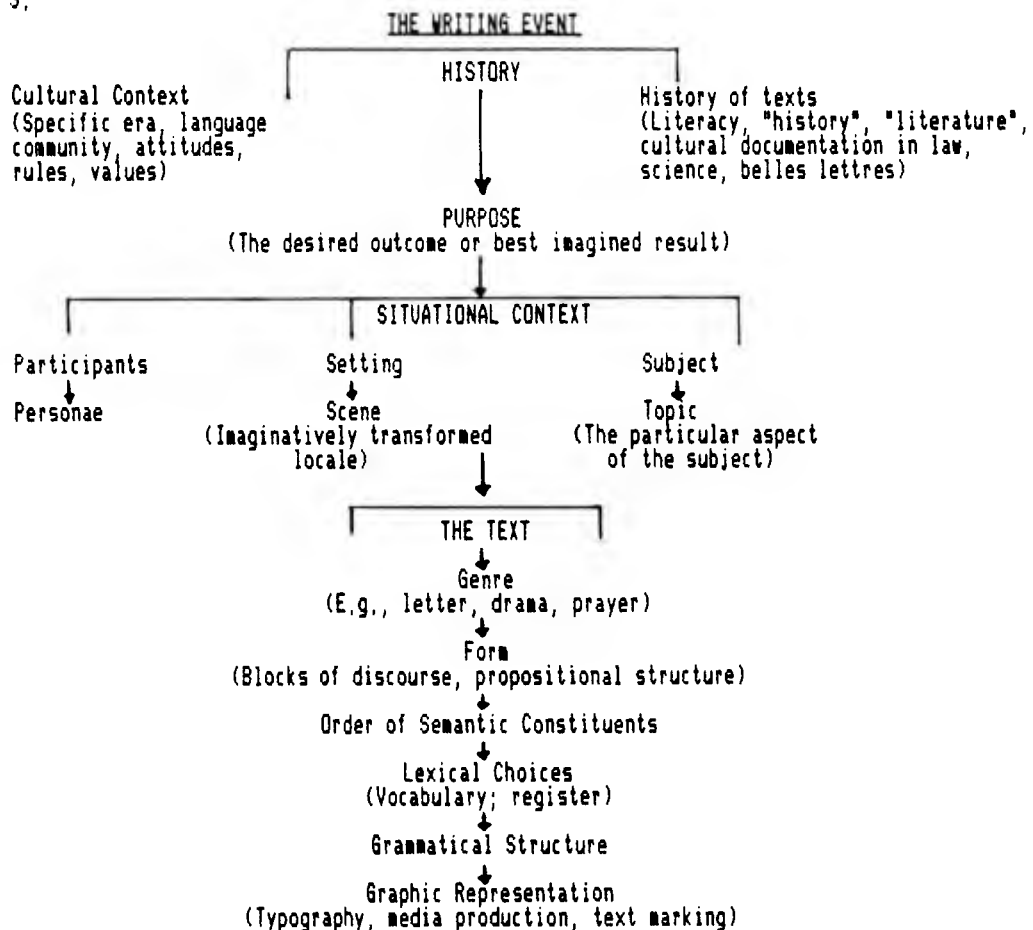 THE WRITING EVENT
HISTORY
Cultural Context
(Specific era, language
community, attitudes,
rules, values)
History of texts
(Literacy, "history", "literature",
cultural documentation in law,
science, belles lettres)
PURPOSE
(The desired outcome or best imagined result)
SITUATIONAL CONTEXT
Participants
Personae
Setting
Scene
(Imaginatively transformed
locale)
Subject
Topic
(The particular aspect
of the subject)
THE TEXT
Genre
(E.g., letter, drama, prayer)
Form
(Blocks of discourse, propositional structure)
Order of Semantic Constituents
Lexical Choices
(Vocabulary; register)
Grammatical Structure
Graphic Representation
(Typography, media production, text marking)